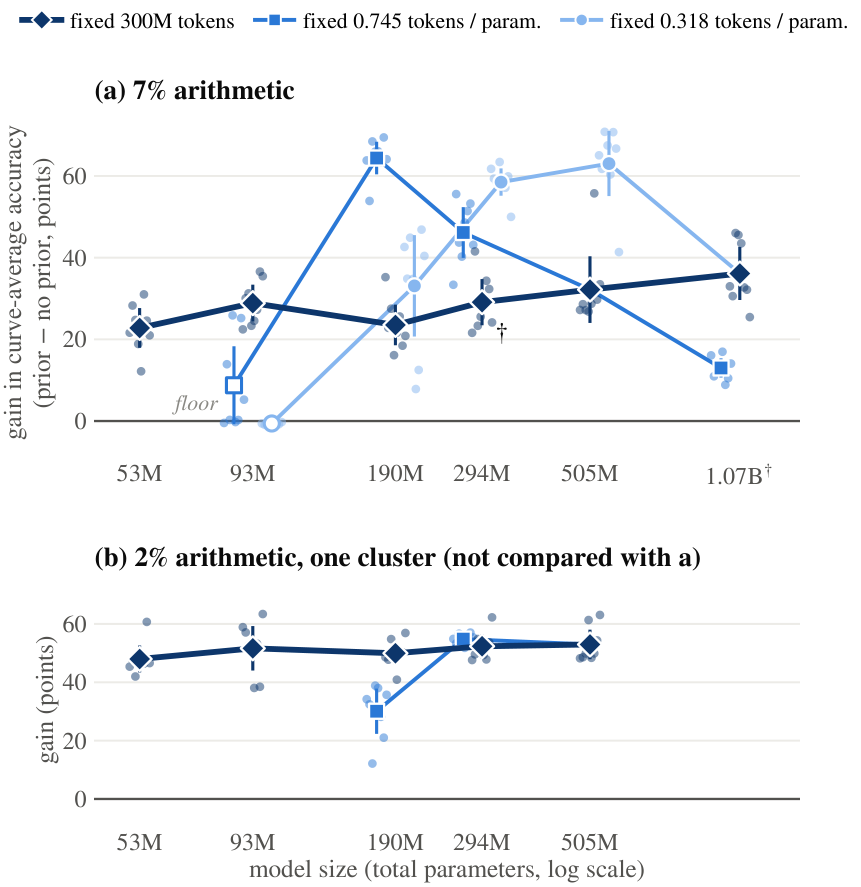 fixed 300M tokens fixed 0.745 tokens / param. fixed 0.318 tokens / param.
(a) 7% arithmetic
gain in curve-average accuracy
(prior − no prior, points)
60
40
20
0
floor
†
53M 93M 190M 294M 505M 1.07B†
(b) 2% arithmetic, one cluster (not compared with a)
gain (points)
60
40
20
0
53M 93M 190M 294M 505M
model size (total parameters, log scale)